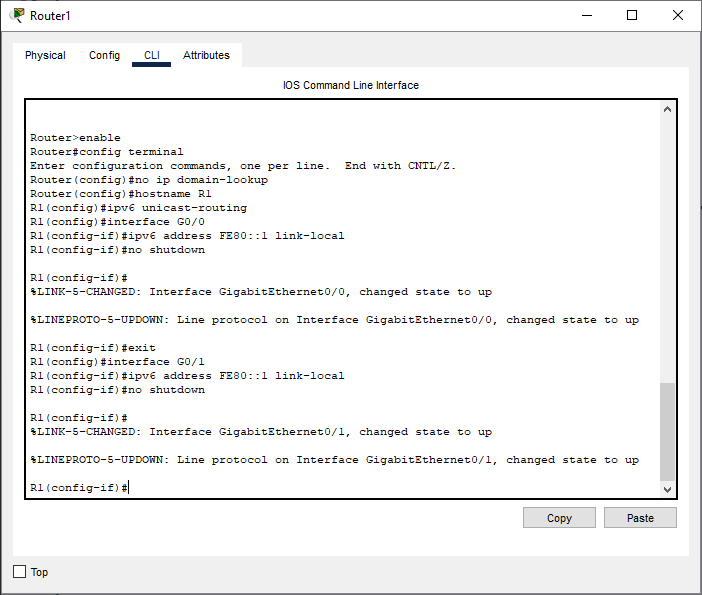 Router1
Physical Config CLI Attributes
IOS Command Line Interface
Router>enable
Router#config terminal
Enter configuration commands, one per line.  End with CNTL/Z.
Router(config)#no ip domain-lookup
Router(config)#hostname R1
R1(config)#ipv6 unicast-routing
R1(config)#interface G0/0
R1(config-if)#ipv6 address FE80::1 link-local
R1(config-if)#no shutdown
R1(config-if)#
%LINK-5-CHANGED: Interface GigabitEthernet0/0, changed state to up
%LINEPROTO-5-UPDOWN: Line protocol on Interface GigabitEthernet0/0, changed state to up
R1(config-if)#exit
R1(config)#interface G0/1
R1(config-if)#ipv6 address FE80::1 link-local
R1(config-if)#no shutdown
R1(config-if)#
%LINK-5-CHANGED: Interface GigabitEthernet0/1, changed state to up
%LINEPROTO-5-UPDOWN: Line protocol on Interface GigabitEthernet0/1, changed state to up
R1(config-if)#
Copy Paste
Top